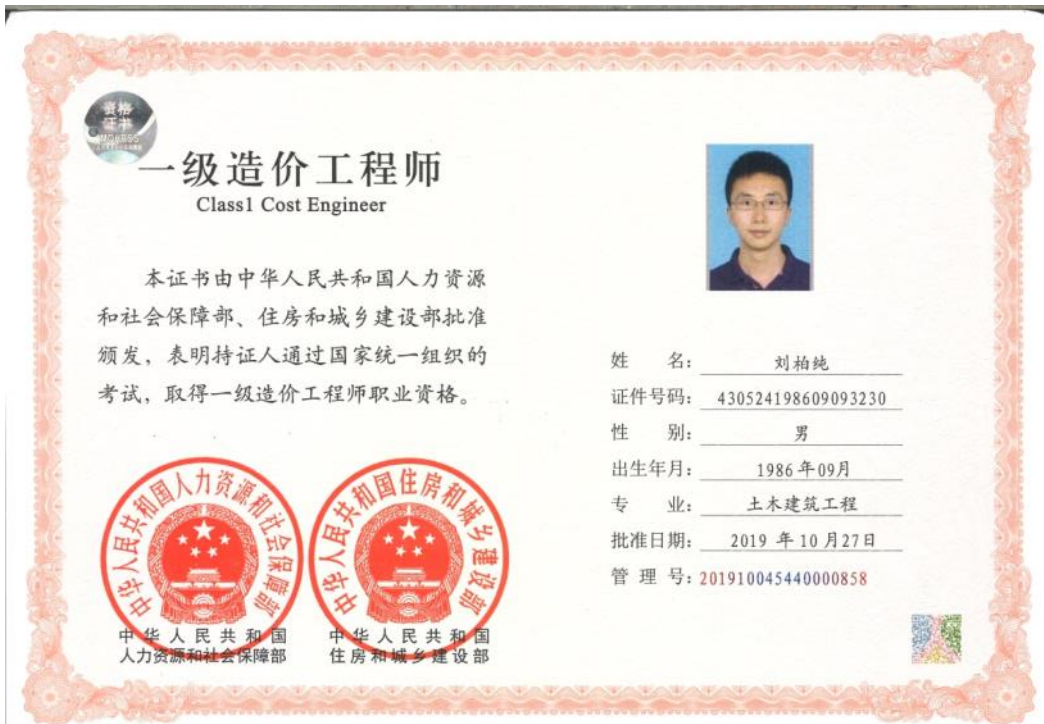 资格
证书
MOHRSS
一级造价工程师
Class1 Cost Engineer
本证书由中华人民共和国人力资源
和社会保障部、住房和城乡建设部批准
颁发，表明持证人通过国家统一组织的
考试，取得一级造价工程师职业资格。
中华人民共和国人力资源和社会保障部
中华人民共和国住房和城乡建设部
中华人民共和国
人力资源和社会保障部
中华人民共和国
住房和城乡建设部
姓 名： 刘柏纯
证件号码： 430524198609093230
性 别： 男
出生年月： 1986年09月
专 业： 土木建筑工程
批准日期： 2019 年 10 月 27日
管 理 号：201910045440000858